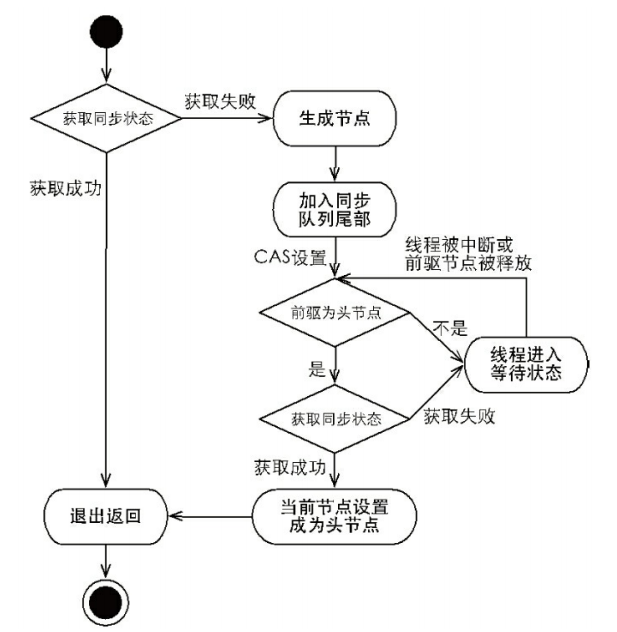 获取同步状态
获取失败
生成节点
获取成功
加入同步
队列尾部
CAS设置
线程被中断或
前驱节点被释放
前驱为头节点
不是
线程进入
等待状态
是
获取同步状态
获取失败
获取成功
当前节点设置
成为头节点
退出返回